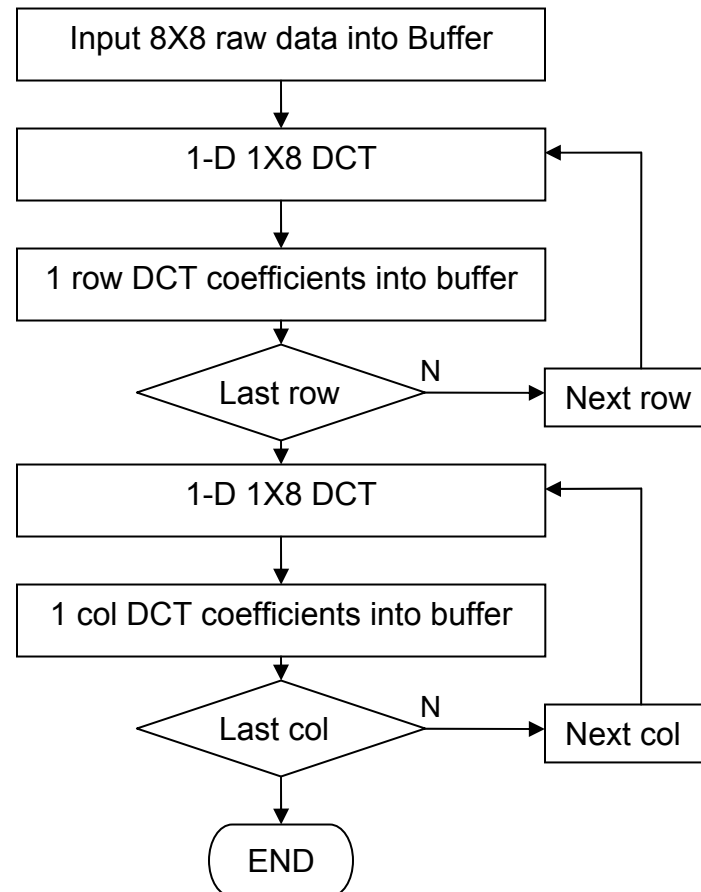 Input 8X8 raw data into Buffer
1-D 1X8 DCT
1 row DCT coefficients into buffer
Last row
N
Next row
1-D 1X8 DCT
1 col DCT coefficients into buffer
Last col
N
Next col
END